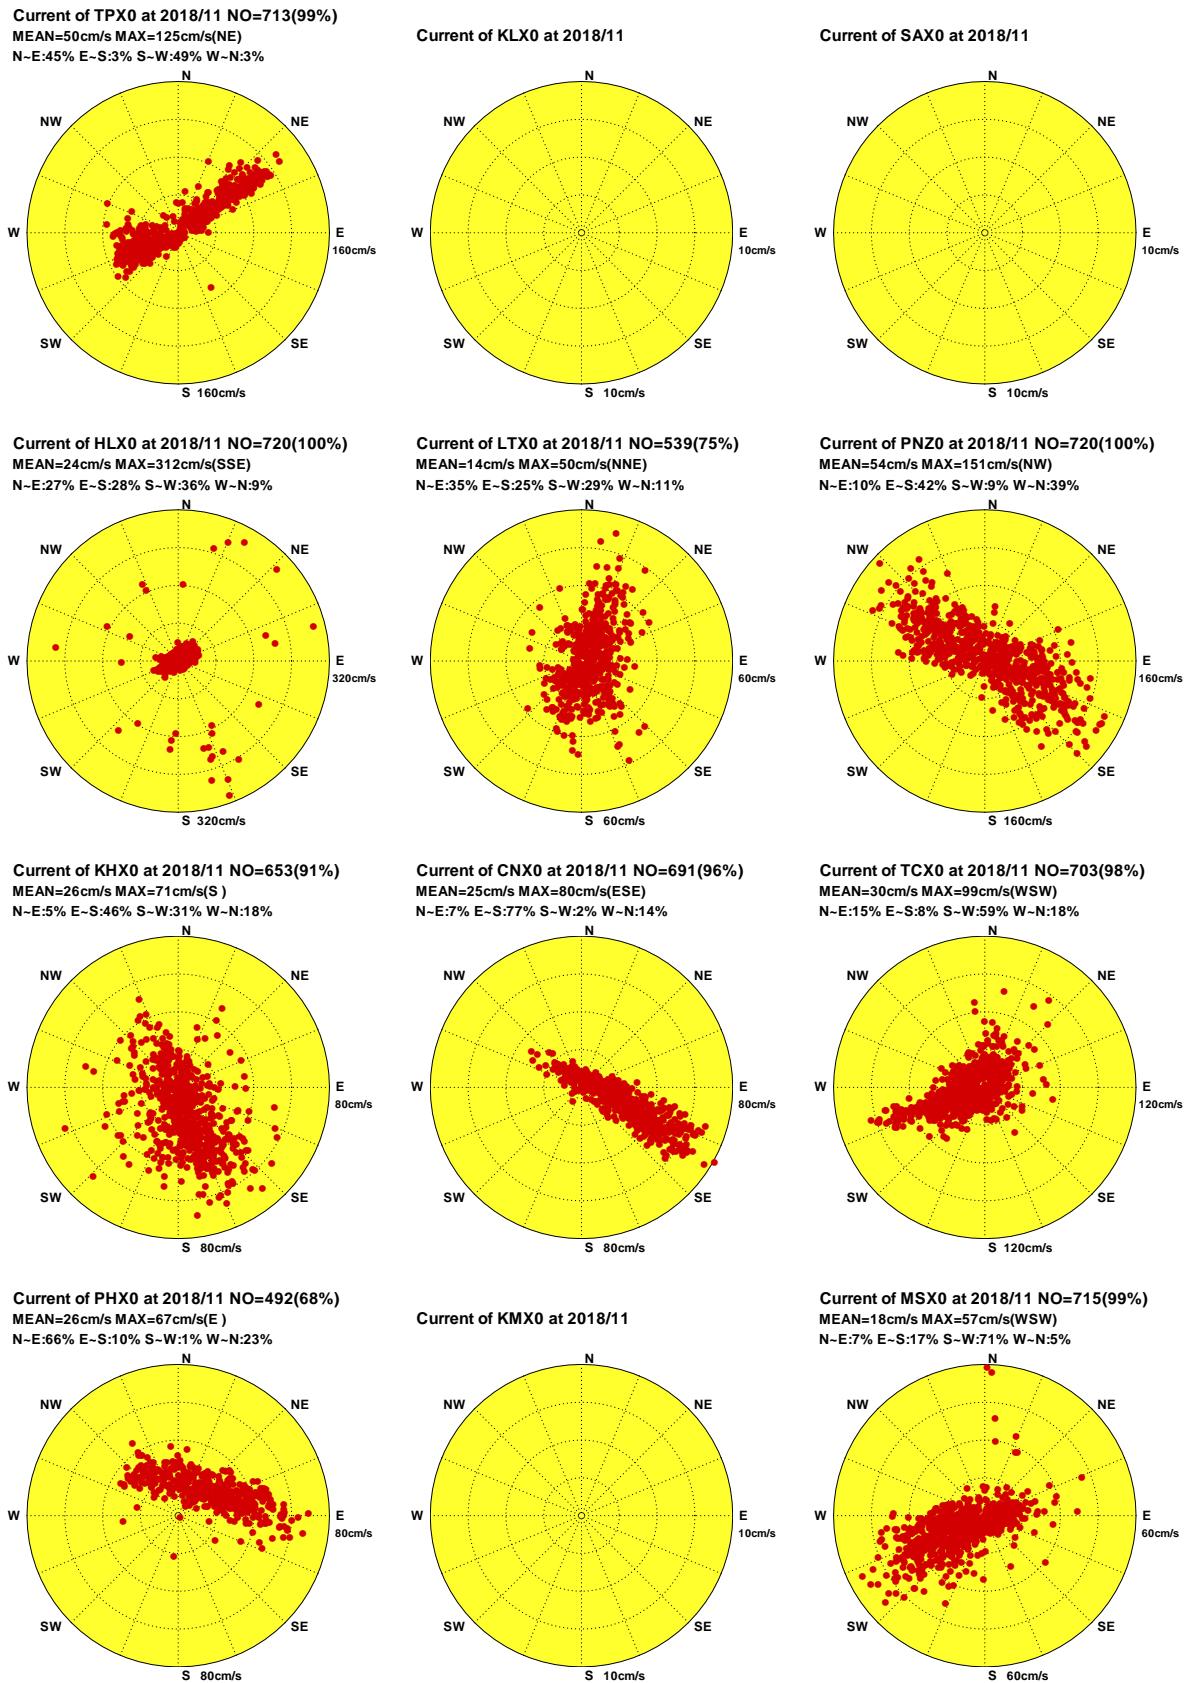 Current of TPX0 at 2018/11 NO=713(99%)
MEAN=50cm/s MAX=125cm/s(NE)
N~E:45% E~S:3% S~W:49% W~N:3%
N
NW
NE
W
E
160cm/s
SW
SE
S 160cm/s
Current of KLX0 at 2018/11
N
NW
NE
W
E
10cm/s
SW
SE
S 10cm/s
Current of SAX0 at 2018/11
N
NW
NE
W
E
10cm/s
SW
SE
S 10cm/s
Current of HLX0 at 2018/11 NO=720(100%)
MEAN=24cm/s MAX=312cm/s(SSE)
N~E:27% E~S:28% S~W:36% W~N:9%
N
NW
NE
W
E
320cm/s
SW
SE
S 320cm/s
Current of LTX0 at 2018/11 NO=539(75%)
MEAN=14cm/s MAX=50cm/s(NNE)
N~E:35% E~S:25% S~W:29% W~N:11%
N
NW
NE
W
E
60cm/s
SW
SE
S 60cm/s
Current of PNZ0 at 2018/11 NO=720(100%)
MEAN=54cm/s MAX=151cm/s(NW)
N~E:10% E~S:42% S~W:9% W~N:39%
N
NW
NE
W
E
160cm/s
SW
SE
S 160cm/s
Current of KHX0 at 2018/11 NO=653(91%)
MEAN=26cm/s MAX=71cm/s(S )
N~E:5% E~S:46% S~W:31% W~N:18%
N
NW
NE
W
E
80cm/s
SW
SE
S 80cm/s
Current of CNX0 at 2018/11 NO=691(96%)
MEAN=25cm/s MAX=80cm/s(ESE)
N~E:7% E~S:77% S~W:2% W~N:14%
N
NW
NE
W
E
80cm/s
SW
SE
S 80cm/s
Current of TCX0 at 2018/11 NO=703(98%)
MEAN=30cm/s MAX=99cm/s(WSW)
N~E:15% E~S:8% S~W:59% W~N:18%
N
NW
NE
W
E
120cm/s
SW
SE
S 120cm/s
Current of PHX0 at 2018/11 NO=492(68%)
MEAN=26cm/s MAX=67cm/s(E )
N~E:66% E~S:10% S~W:1% W~N:23%
N
NW
NE
W
E
80cm/s
SW
SE
S 80cm/s
Current of KMX0 at 2018/11
N
NW
NE
W
E
10cm/s
SW
SE
S 10cm/s
Current of MSX0 at 2018/11 NO=715(99%)
MEAN=18cm/s MAX=57cm/s(WSW)
N~E:7% E~S:17% S~W:71% W~N:5%
N
NW
NE
W
E
60cm/s
SW
SE
S 60cm/s